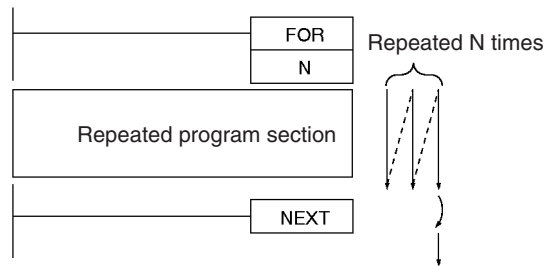 FOR
N
Repeated N times
Repeated program section
NEXT